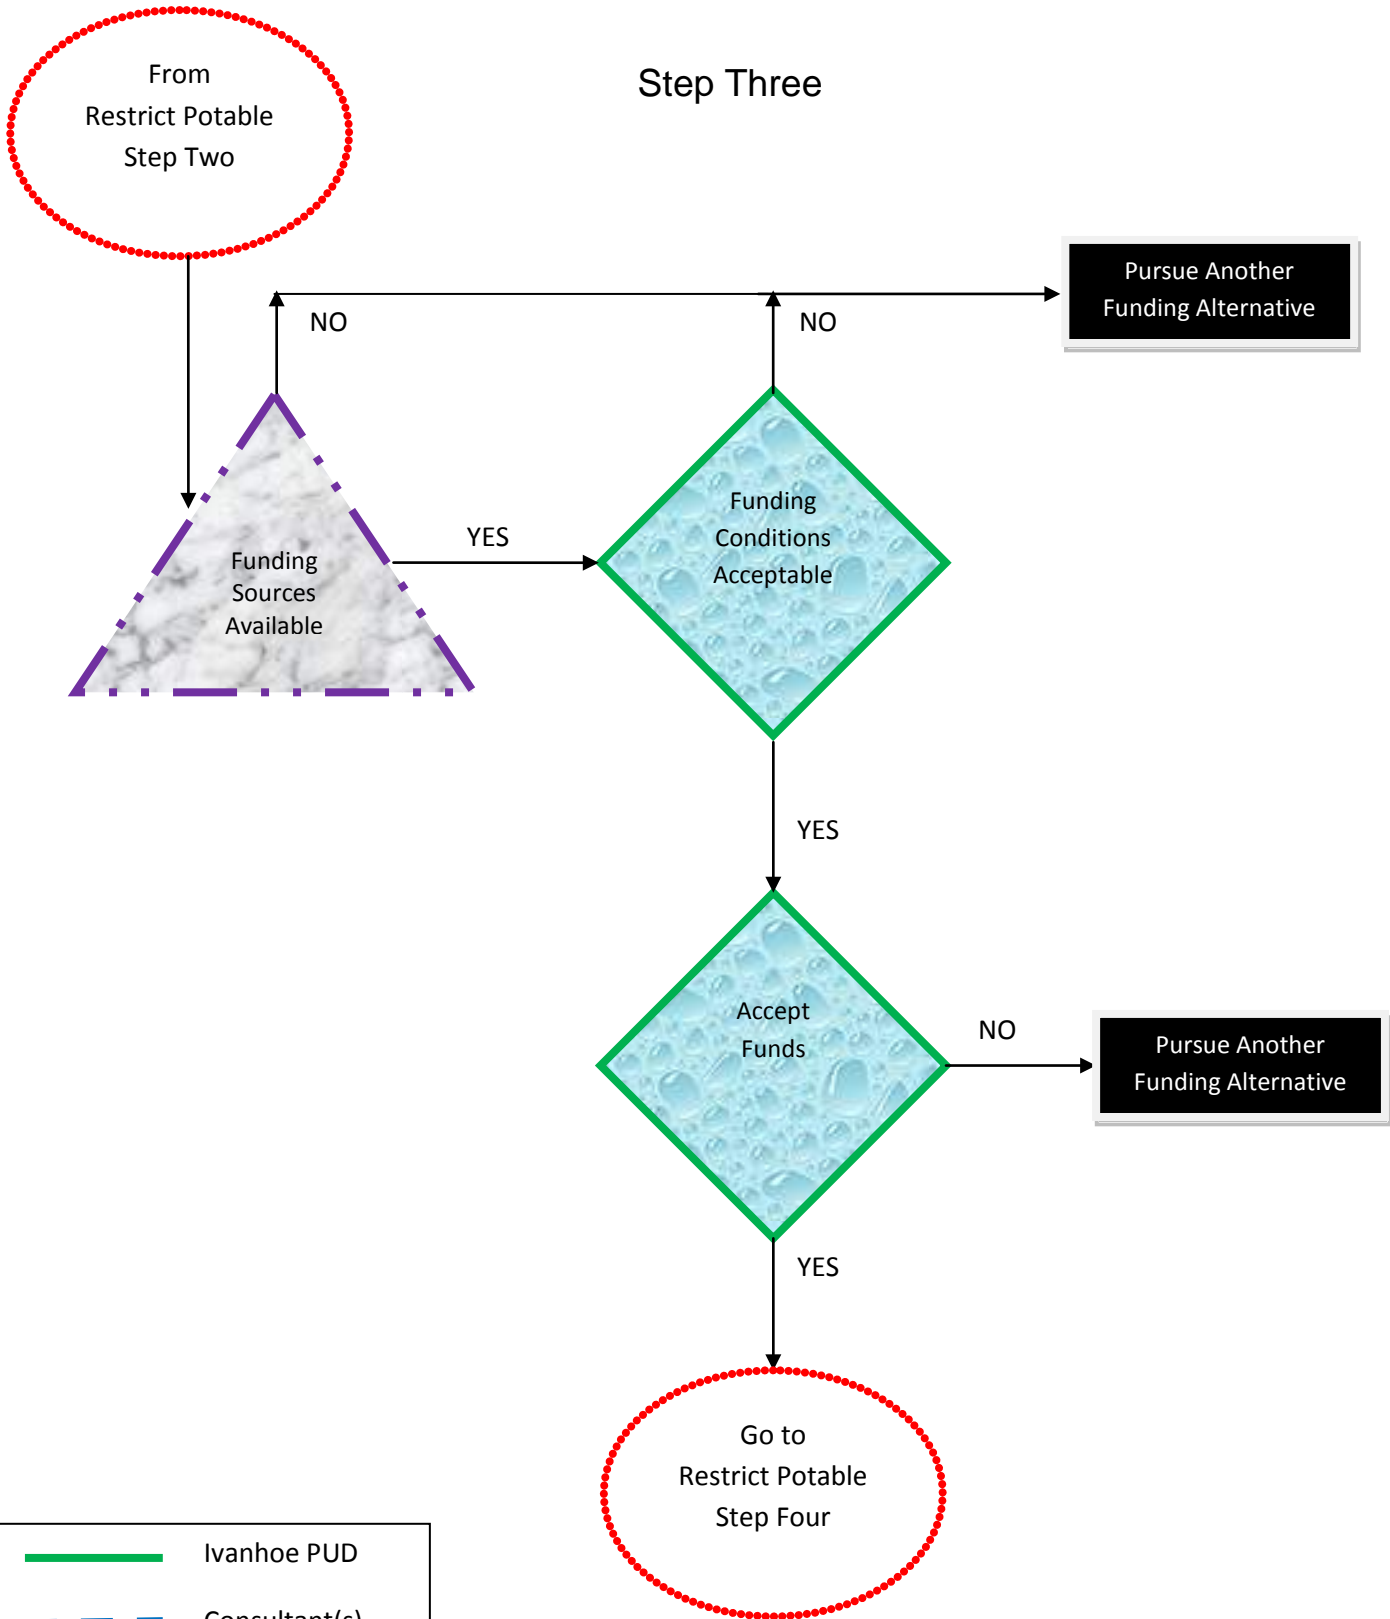 Step Three
From
Restrict Potable
Step Two
Pursue Another
Funding Alternative
NO
NO
Funding
Sources
Available
YES
Funding
Conditions
Acceptable
YES
Accept
Funds
NO
Pursue Another
Funding Alternative
YES
Go to
Restrict Potable
Step Four
Ivanhoe PUD
Consultant(s)